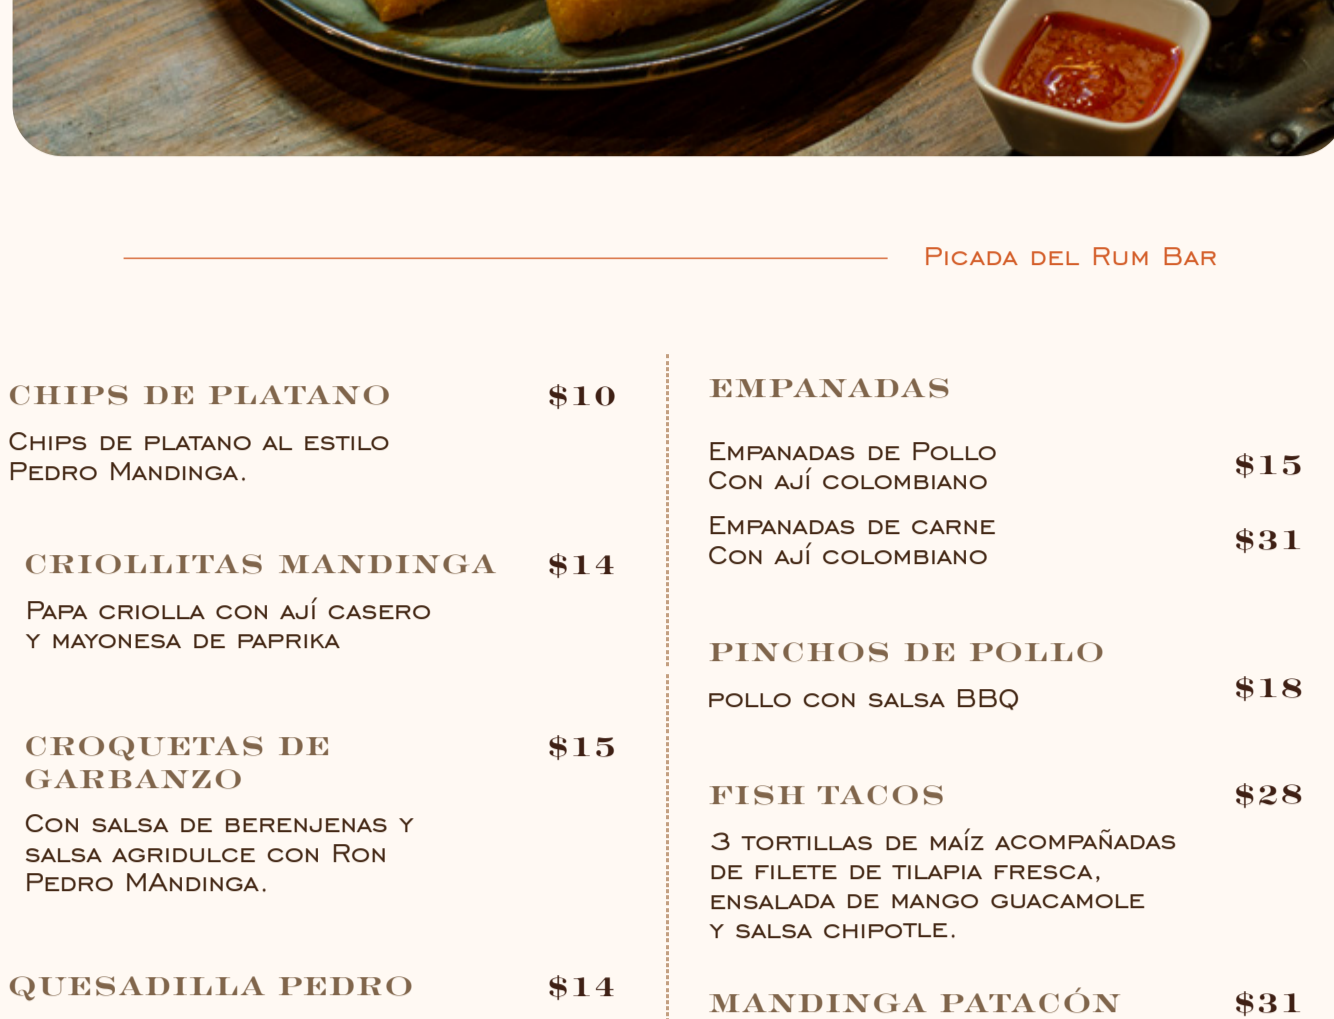 Picada del Rum Bar
CHIPS DE PLATANO $10
Chips de platano al estilo
Pedro Mandinga.
CRIOLLITAS MANDINGA $14
Papa criolla con ají casero
y mayonesa de paprika
CROQUETAS DE $15
GARBANZO
Con salsa de berenjenas y
salsa agridulce con Ron
Pedro MAndinga.
QUESADILLA PEDRO $14
EMPANADAS
Empanadas de Pollo
Con ají colombiano $15
Empanadas de carne
Con ají colombiano $31
PINCHOS DE POLLO
pollo con salsa BBQ $18
FISH TACOS $28
3 tortillas de maíz acompañadas
de filete de tilapia fresca,
ensalada de mango guacamole
y salsa chipotle.
MANDINGA PATACÓN $31